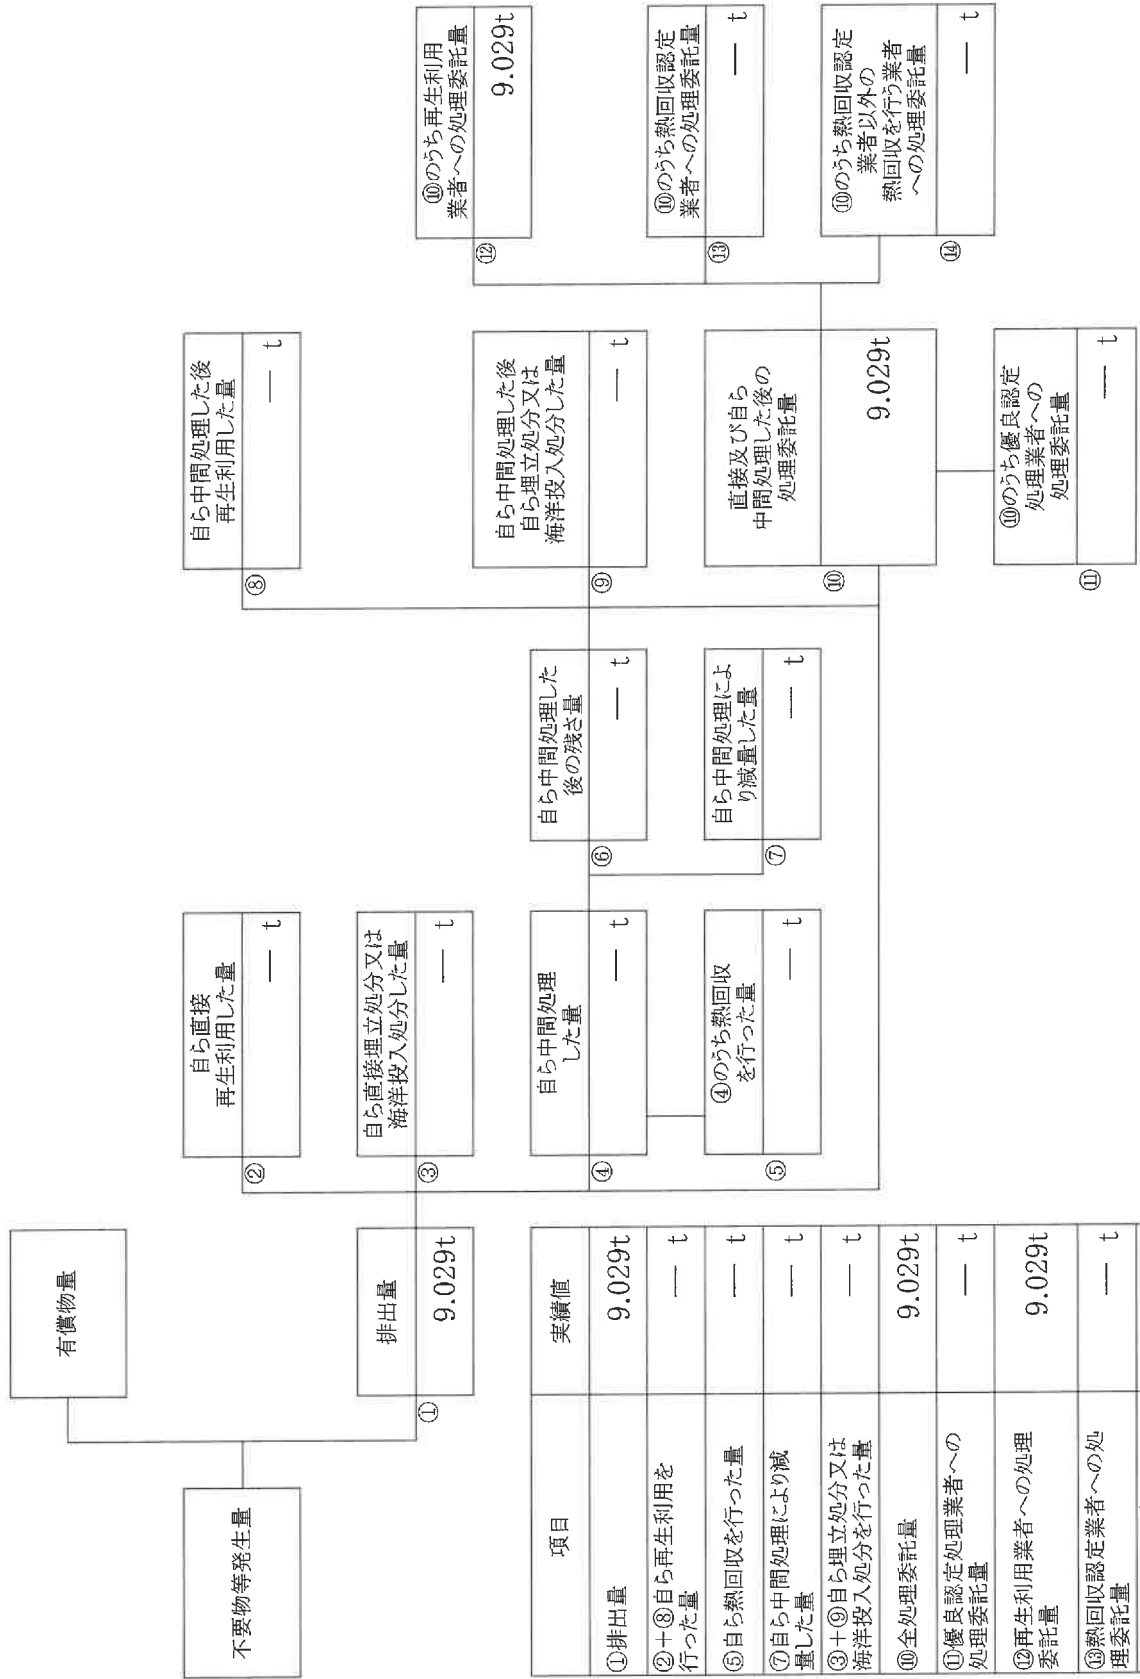 不要物等発生量
有償物量
排出量
①
9.029t
自ら直接
再生利用した量
②
― t
自ら直接埋立処分又は
海洋投入処分した量
③
― t
自ら中間処理
した量
④
― t
④のうち熱回収
を行った量
⑤
― t
自ら中間処理した
後の残さ量
⑥
― t
自ら中間処理によ
り減量した量
⑦
― t
自ら中間処理した後
再生利用した量
⑧
― t
自ら中間処理した後
自ら埋立処分又は
海洋投入処分した量
⑨
― t
直接及び自ら
中間処理した後の
処理委託量
⑩
9.029t
⑩のうち優良認定
処理業者への
処理委託量
⑪
― t
⑩のうち再生利用
業者への処理委託量
⑫
9.029t
⑩のうち熱回収認定
業者への処理委託量
⑬
― t
⑩のうち熱回収認定
業者以外の
熱回収を行う業者
への処理委託量
⑭
― t
項目 実績値
①排出量 9.029t
②+⑧自ら再生利用を
行った量 ― t
⑤自ら熱回収を行った量 ― t
⑦自ら中間処理により減
量した量 ― t
③+⑨自ら埋立処分又は
海洋投入処分を行った量 ― t
⑩全処理委託量 9.029t
⑪優良認定処理業者への
処理委託量 ― t
⑫再生利用業者への処理
委託量 9.029t
⑬熱回収認定業者への処
理委託量 ― t